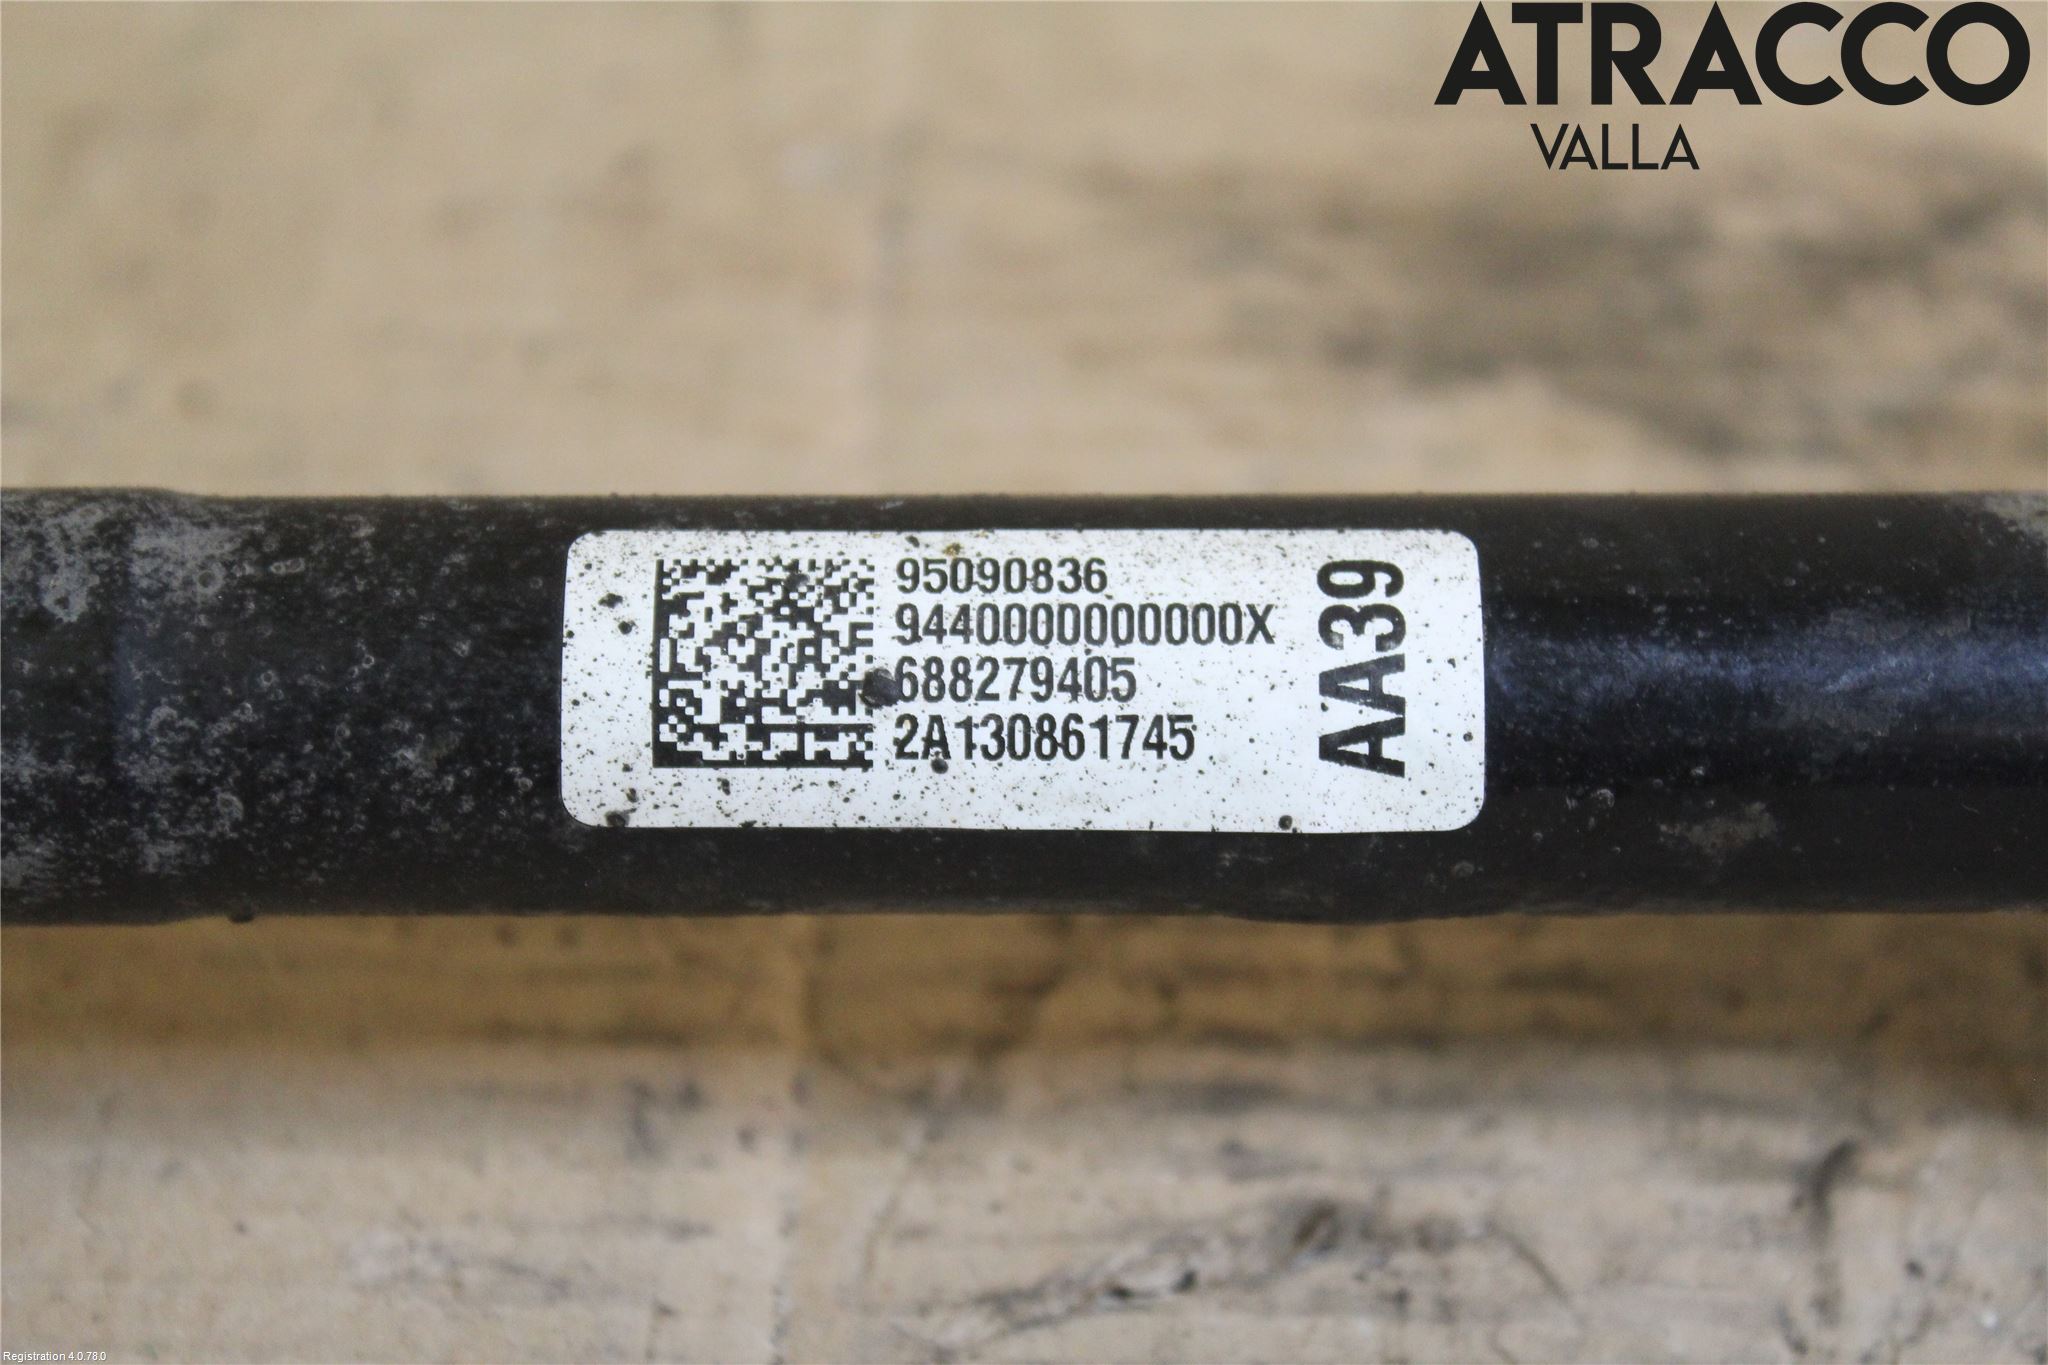 ATRACCO
VALLA
95090836
9440000000000X
688279405
2A130861745
AA39
Registration 4.0.78.0